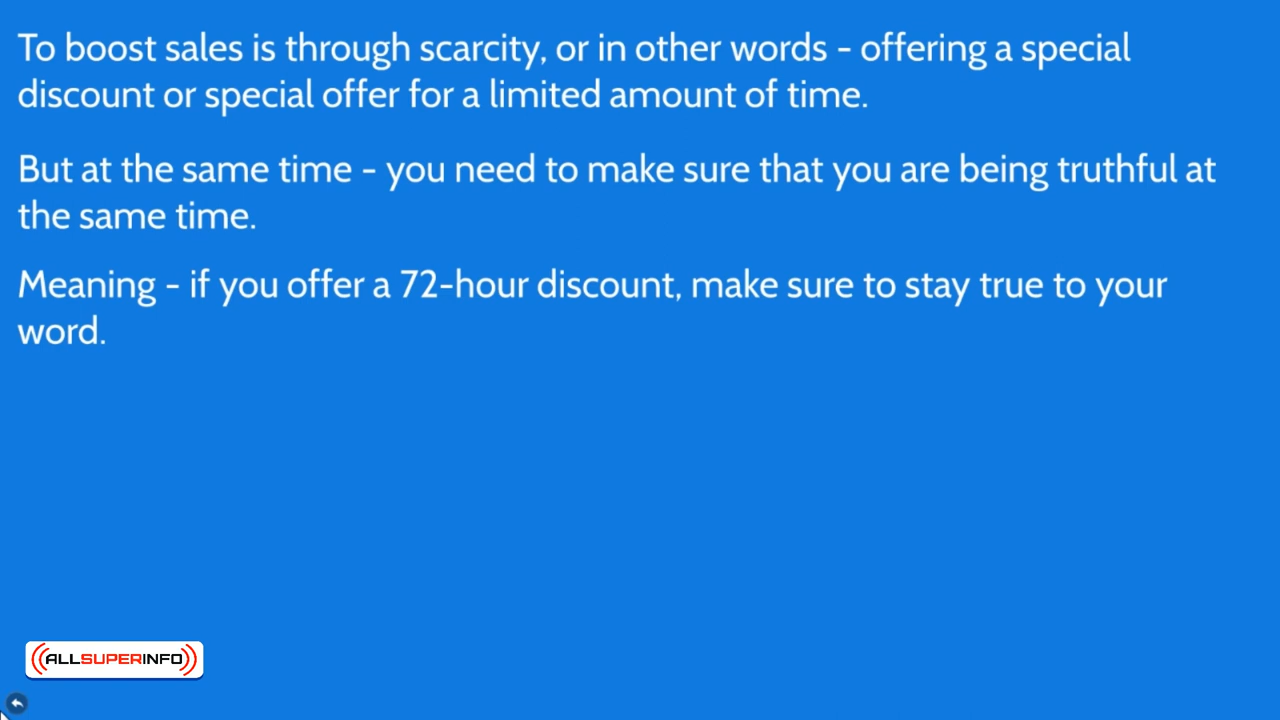 To boost sales is through scarcity, or in other words - offering a special
discount or special offer for a limited amount of time.
But at the same time - you need to make sure that you are being truthful at
the same time.
Meaning - if you offer a 72-hour discount, make sure to stay true to your
word.
ALLSUPERINFO